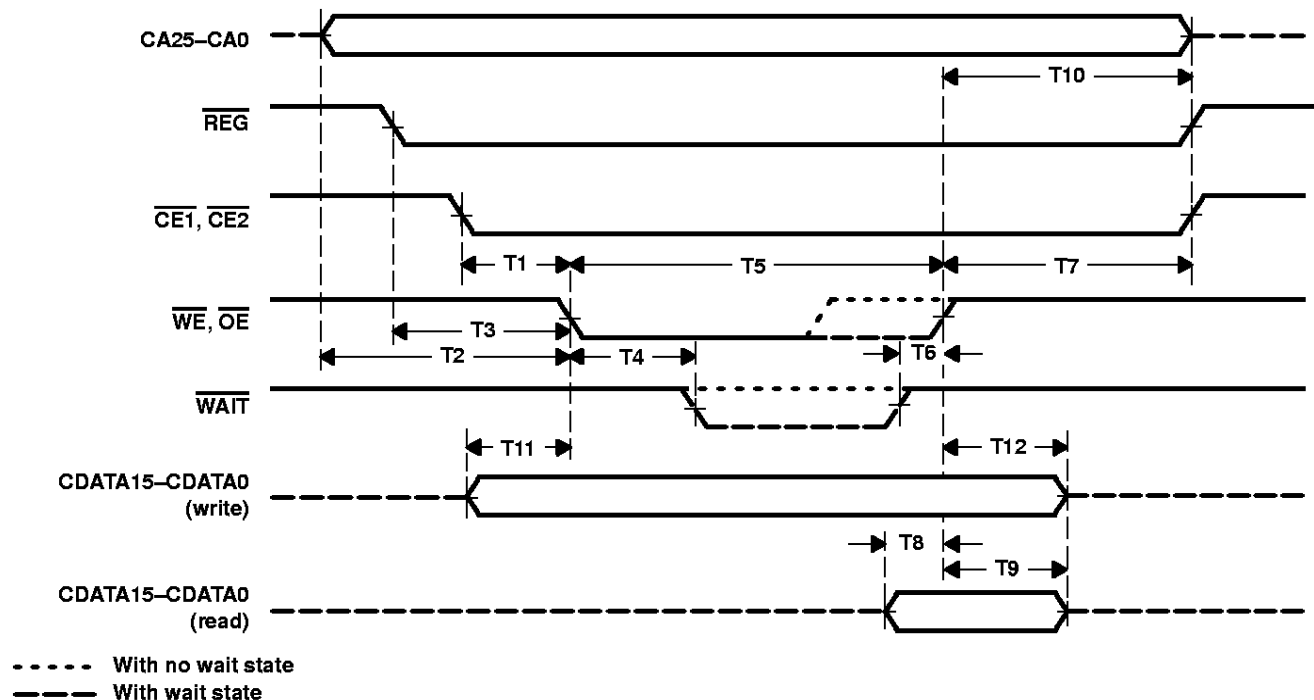 CA25–CA0
T10
REG
CE1, CE2
T1
T5
T7
WE, OE
T3
T6
T2
T4
WAIT
T11
T12
CDATA15–CDATA0
(write)
T8
T9
CDATA15–CDATA0
(read)
With no wait state
With wait state